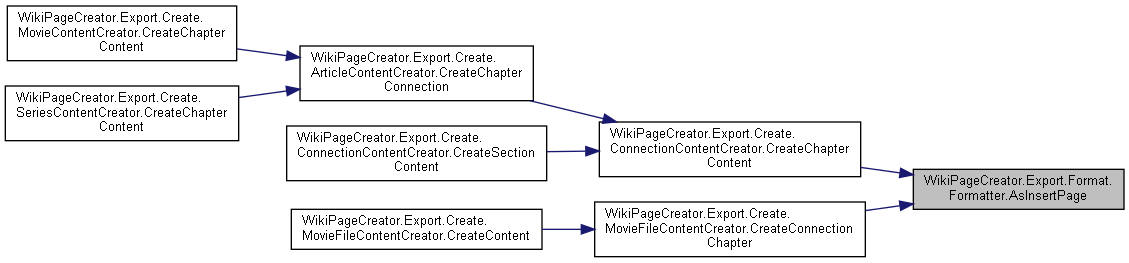 WikiPageCreator.Export.Create.
MovieContentCreator.CreateChapter
Content
WikiPageCreator.Export.Create.
SeriesContentCreator.CreateChapter
Content
WikiPageCreator.Export.Create.
ArticleContentCreator.CreateChapter
Connection
WikiPageCreator.Export.Create.
ConnectionContentCreator.CreateSection
Content
WikiPageCreator.Export.Create.
MovieFileContentCreator.CreateContent
WikiPageCreator.Export.Create.
ConnectionContentCreator.CreateChapter
Content
WikiPageCreator.Export.Create.
MovieFileContentCreator.CreateConnection
Chapter
WikiPageCreator.Export.Format.
Formatter.AsInsertPage